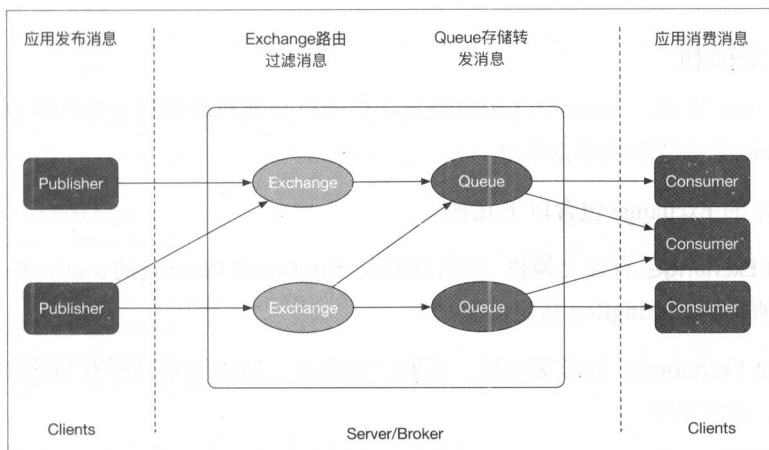 应用发布消息
Exchange路由
过滤消息
Queue存储转
发消息
应用消费消息
Publisher
Exchange
Queue
Consumer
Consumer
Publisher
Exchange
Queue
Consumer
Clients
Server/Broker
Clients